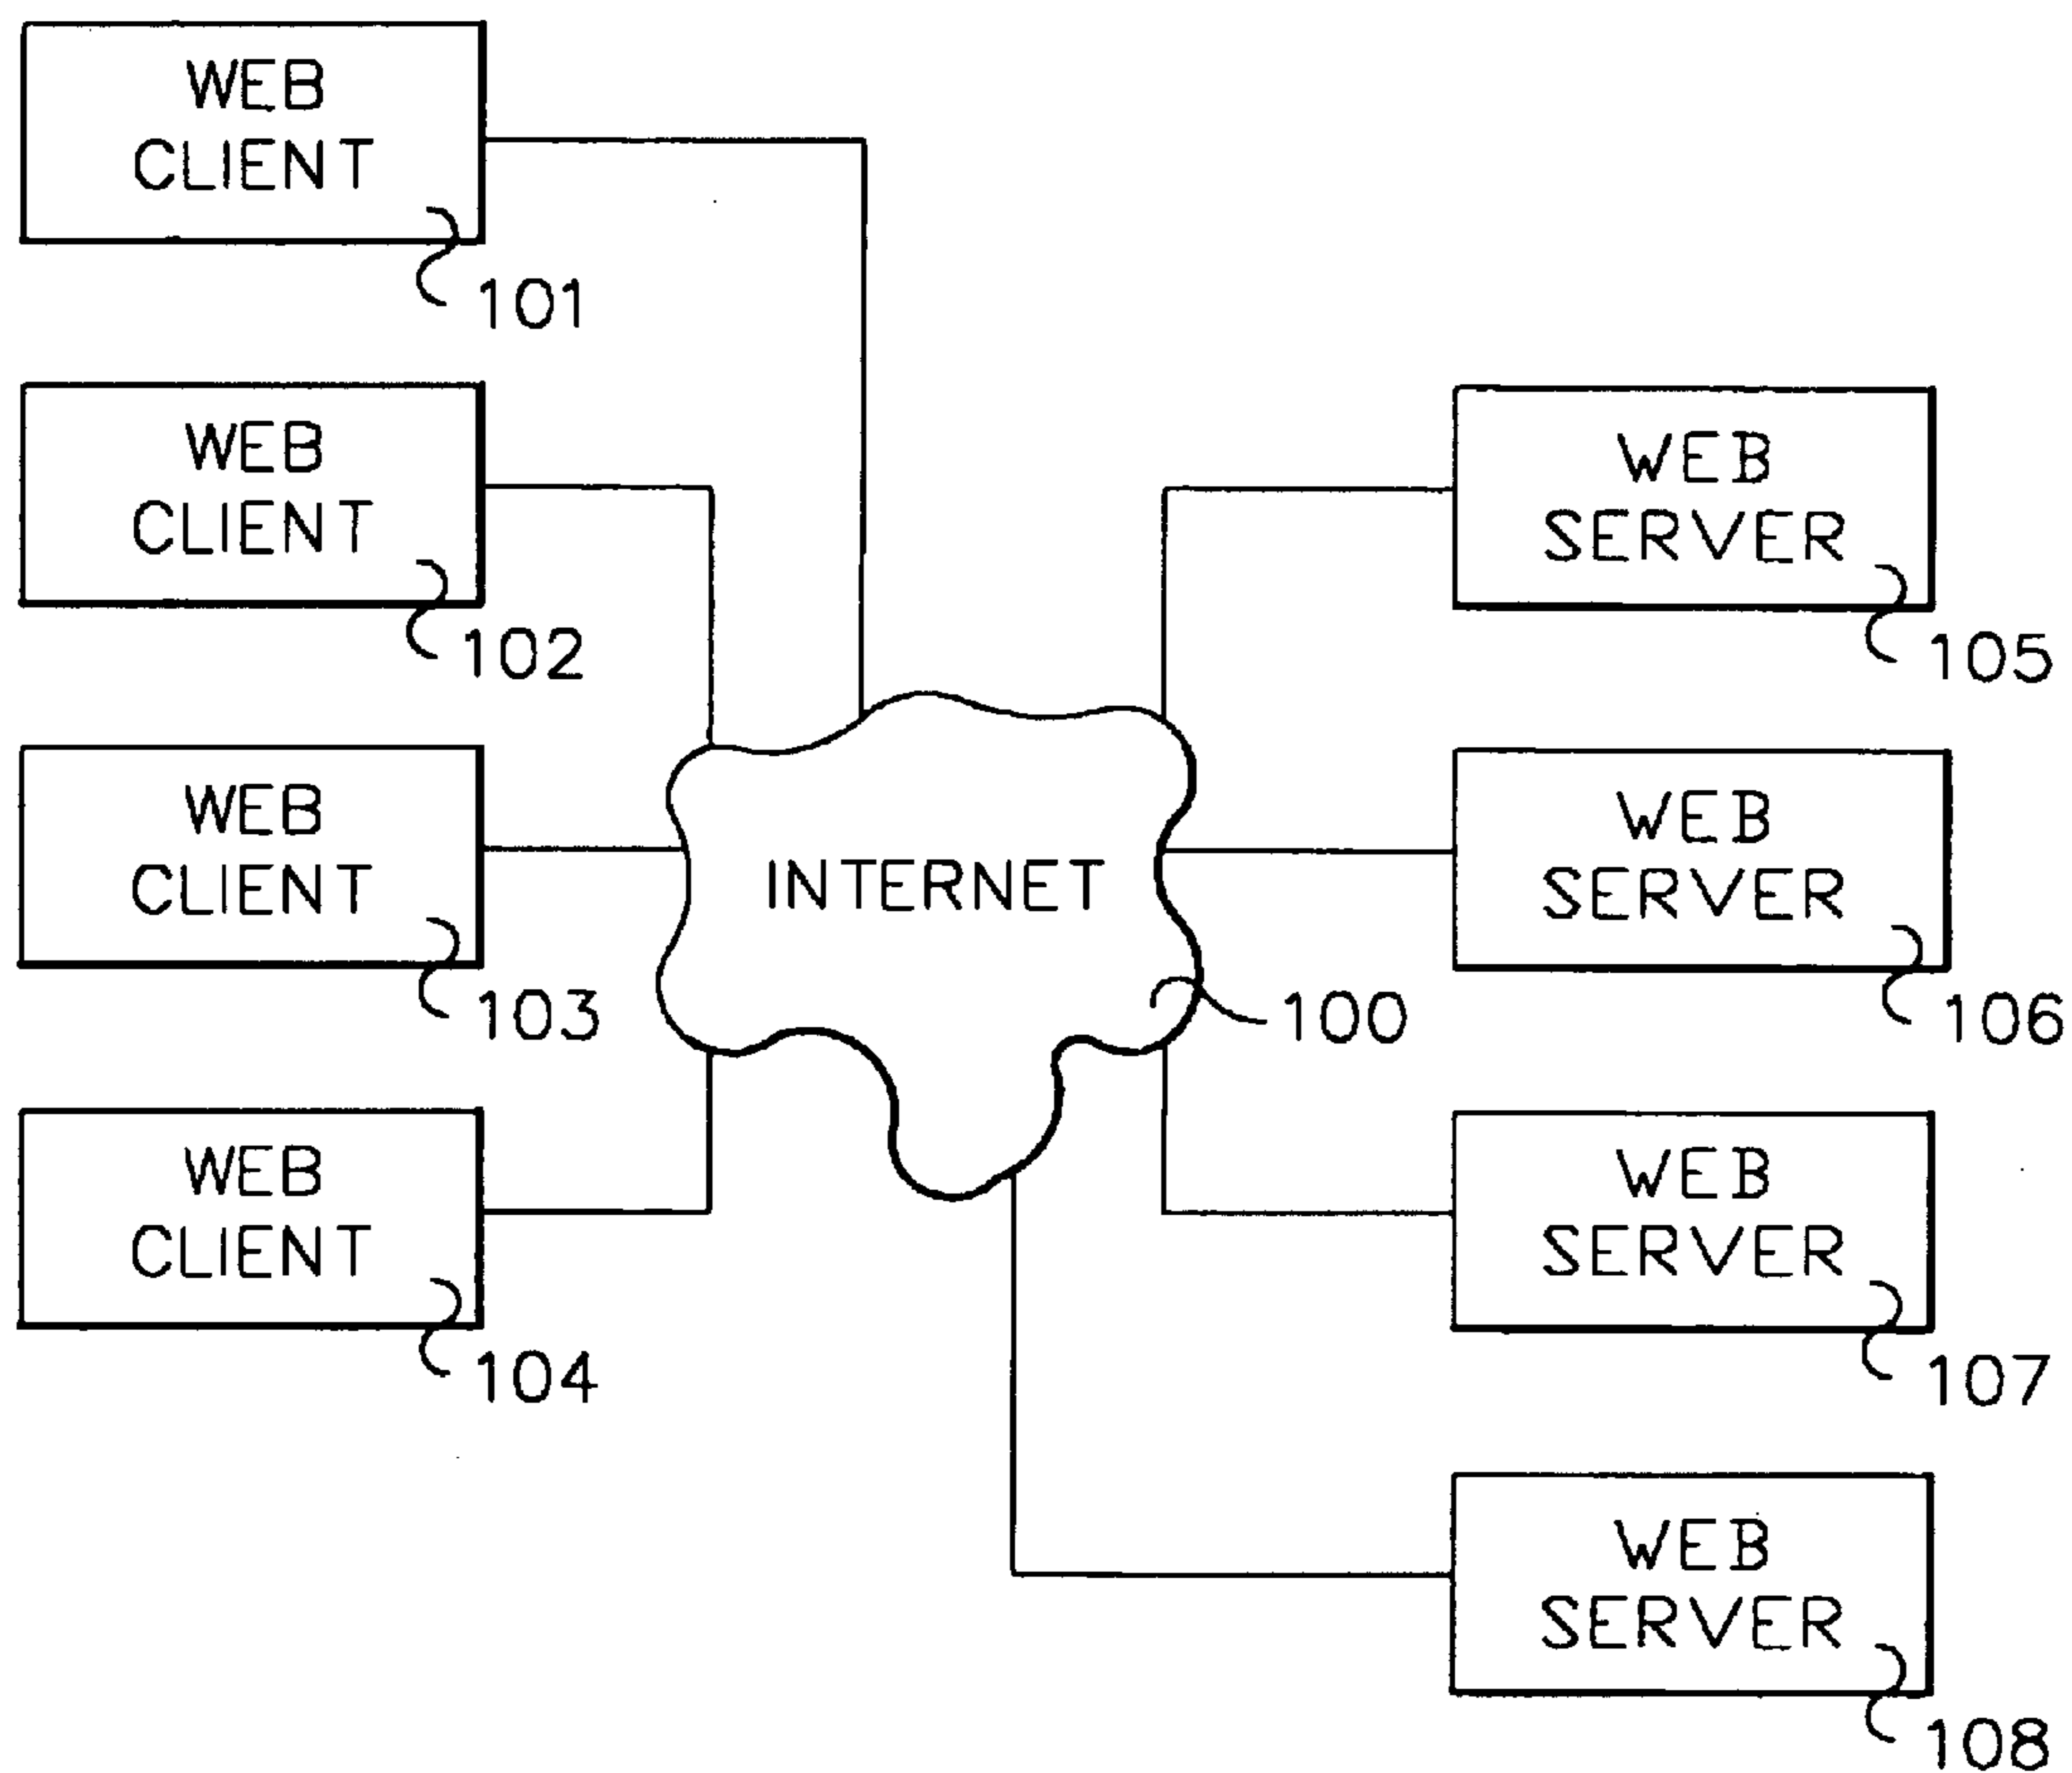 WEB
CLIENT
101
WEB
CLIENT
102
WEB
CLIENT
103
WEB
CLIENT
104
INTERNET
100
WEB
SERVER
105
WEB
SERVER
106
WEB
SERVER
107
WEB
SERVER
108